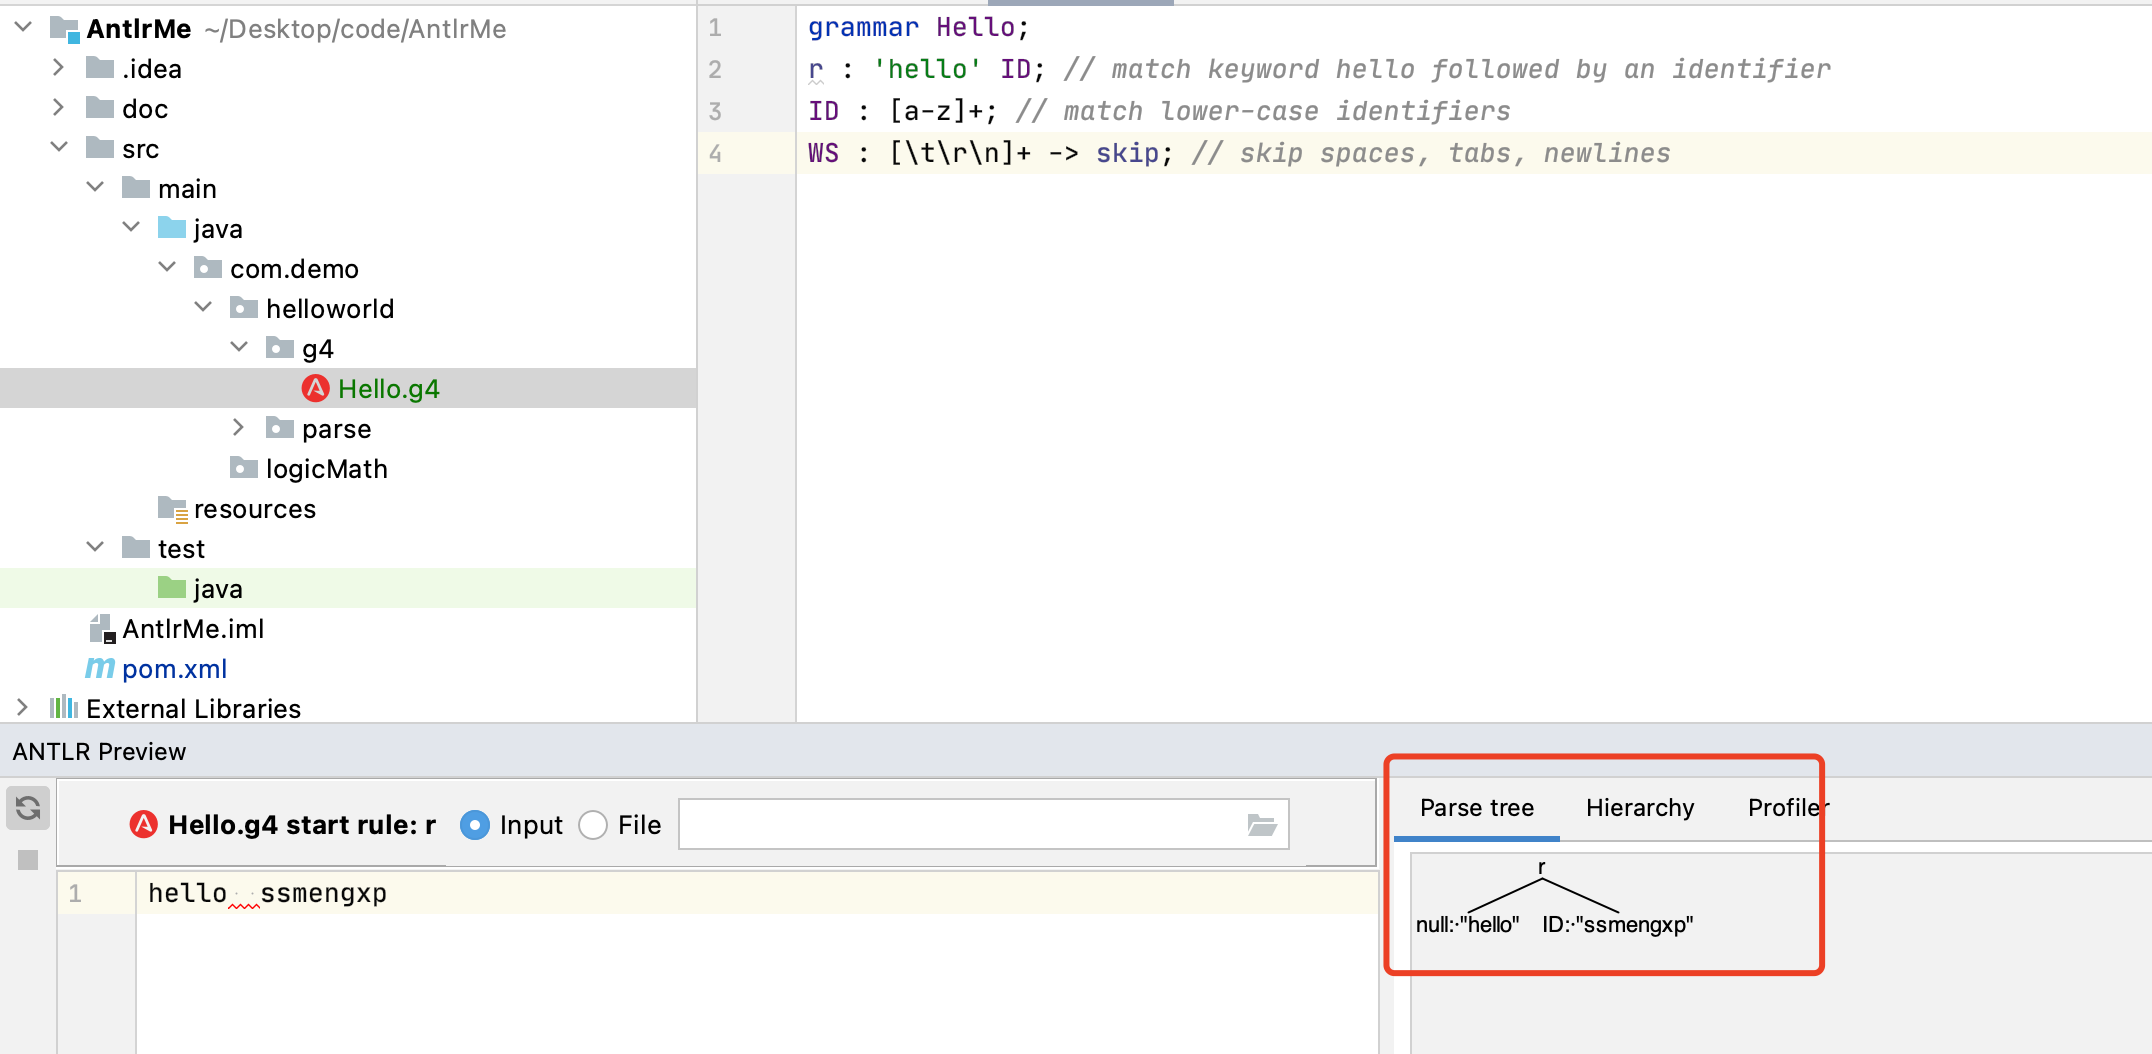 AntlrMe ~/Desktop/code/AntlrMe
.idea
doc
src
main
java
com.demo
helloworld
g4
Hello.g4
parse
logicMath
resources
test
java
AntlrMe.iml
pom.xml
External Libraries
1 grammar Hello;
2 r : 'hello' ID; // match keyword hello followed by an identifier
3 ID : [a-z]+; // match lower-case identifiers
4 WS : [\t\r\n]+ -> skip; // skip spaces, tabs, newlines
ANTLR Preview
Hello.g4 start rule: r Input File
1 hello  ssmengxp
Parse tree Hierarchy Profiler
r
null:·"hello" ID:·"ssmengxp"